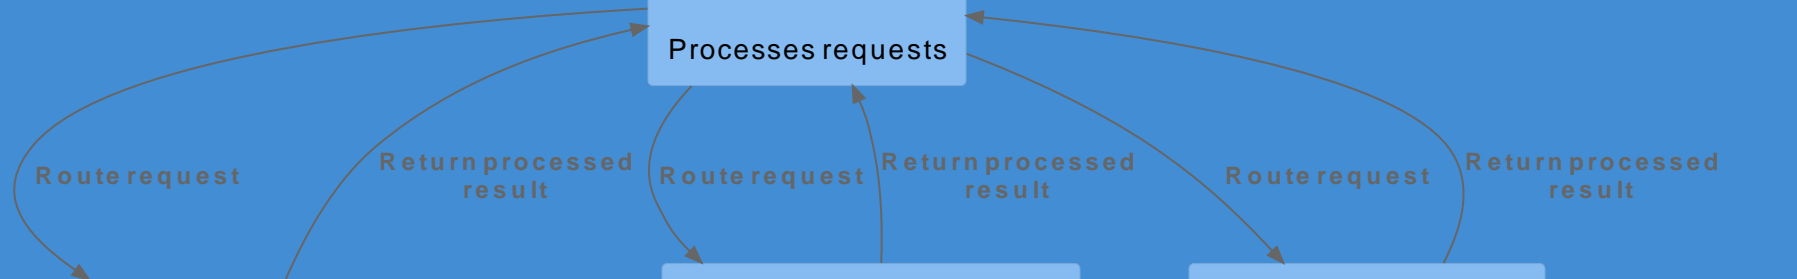 Processes requests
Route request
Return processed
result
Route request
Return processed
result
Route request
Return processed
result